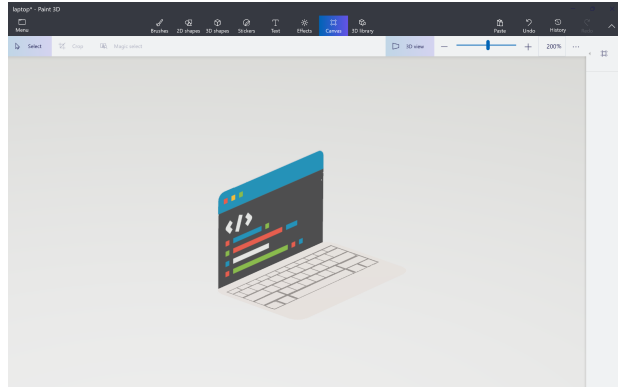 laptop* - Paint 3D
Menu
Brushes 2D shapes 3D shapes Stickers Text Effects Canvas 3D library
Paste Undo History Redo
Select Crop Magic select
3D view
200%
</>